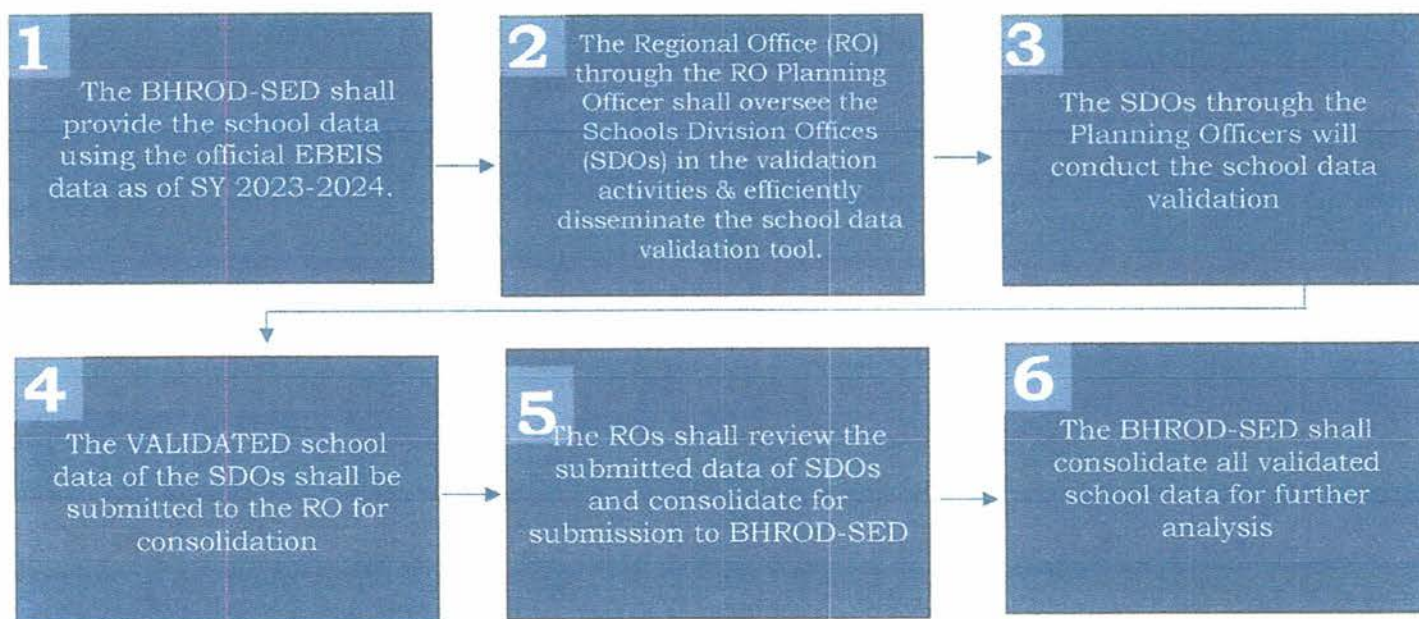 1
The BHROD-SED shall
provide the school data
using the official EBEIS
data as of SY 2023-2024.
2
The Regional Office (RO)
through the RO Planning
Officer shall oversee the
Schools Division Offices
(SDOs) in the validation
activities & efficiently
disseminate the school data
validation tool.
3
The SDOs through the
Planning Officers will
conduct the school data
validation
4
The VALIDATED school
data of the SDOs shall be
submitted to the RO for
consolidation
5
The ROs shall review the
submitted data of SDOs
and consolidate for
submission to BHROD-SED
6
The BHROD-SED shall
consolidate all validated
school data for further
analysis